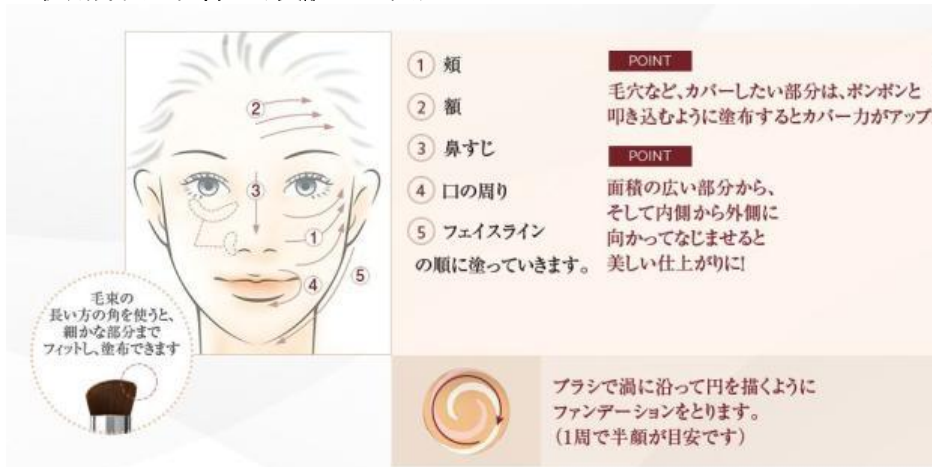 ① 頬
② 額
③ 鼻すじ
④ 口の周り
⑤ フェイスライン
の順に塗っていきます。
POINT
毛穴など、カバーしたい部分は、ポンポンと
叩き込むように塗布するとカバー力がアップ
POINT
面積の広い部分から、
そして内側から外側に
向かってなじませると
美しい仕上がりに!
②
③
①
④
⑤
毛束の
長い方の角を使うと、
細かな部分まで
フィットし、塗布できます
ブラシで渦に沿って円を描くように
ファンデーションをとります。
(1周で半顔が目安です)